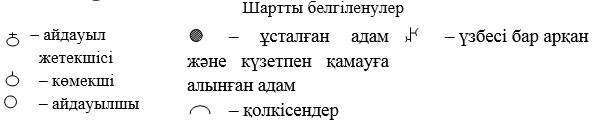 Шартты белгіленулер
– айдауыл
жетекшісі
– көмекші
– айдауылшы
– ұсталған адам
және күзетпен қамауға
алынған адам
– қолкісендер
– үзбесі бар арқан